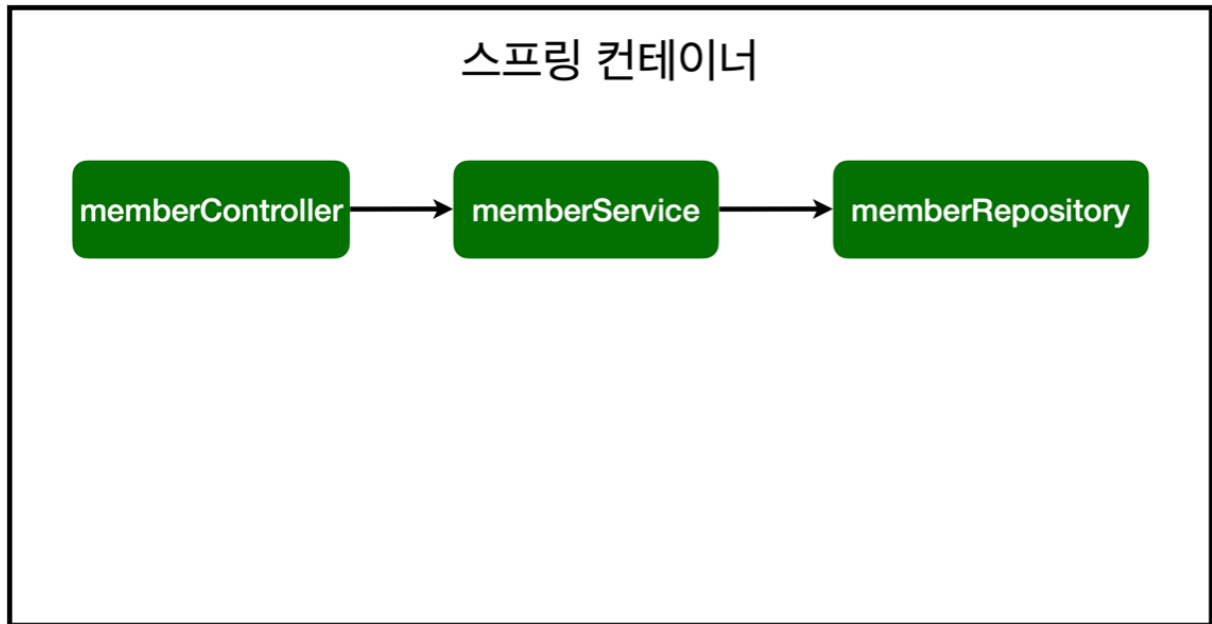 스프링 컨테이너
memberController
memberService
memberRepository